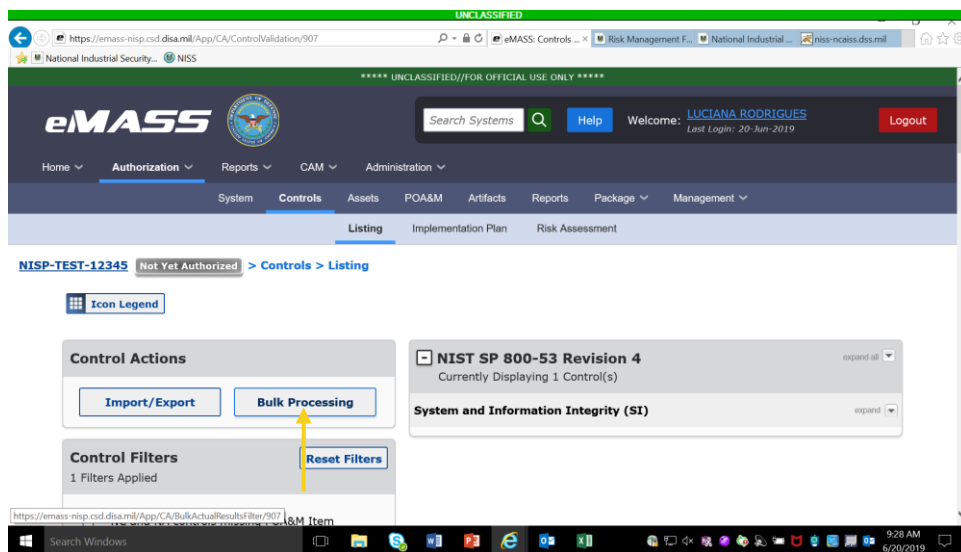 UNCLASSIFIED
https://emass-nisp.csd.disa.mil/App/CA/ControlValidation/907
eMASS: Controls ...
Risk Management F...
National Industrial ...
niss-ncaiss.dss.mil
National Industrial Security...
NISS
***** UNCLASSIFIED//FOR OFFICIAL USE ONLY *****
eMASS
Search Systems
Help
Welcome: LUCIANA RODRIGUES
Last Login: 20-Jun-2019
Logout
Home Authorization Reports CAM Administration
System Controls Assets POA&M Artifacts Reports Package Management
Listing Implementation Plan Risk Assessment
NISP-TEST-12345 Not Yet Authorized > Controls > Listing
Icon Legend
Control Actions
Import/Export
Bulk Processing
NIST SP 800-53 Revision 4
expand all
Currently Displaying 1 Control(s)
System and Information Integrity (SI)
expand
Control Filters
Reset Filters
1 Filters Applied
https://emass-nisp.csd.disa.mil/App/CA/BulkActualResultsFilter/907
POA&M Item
Search Windows
9:28 AM
6/20/2019